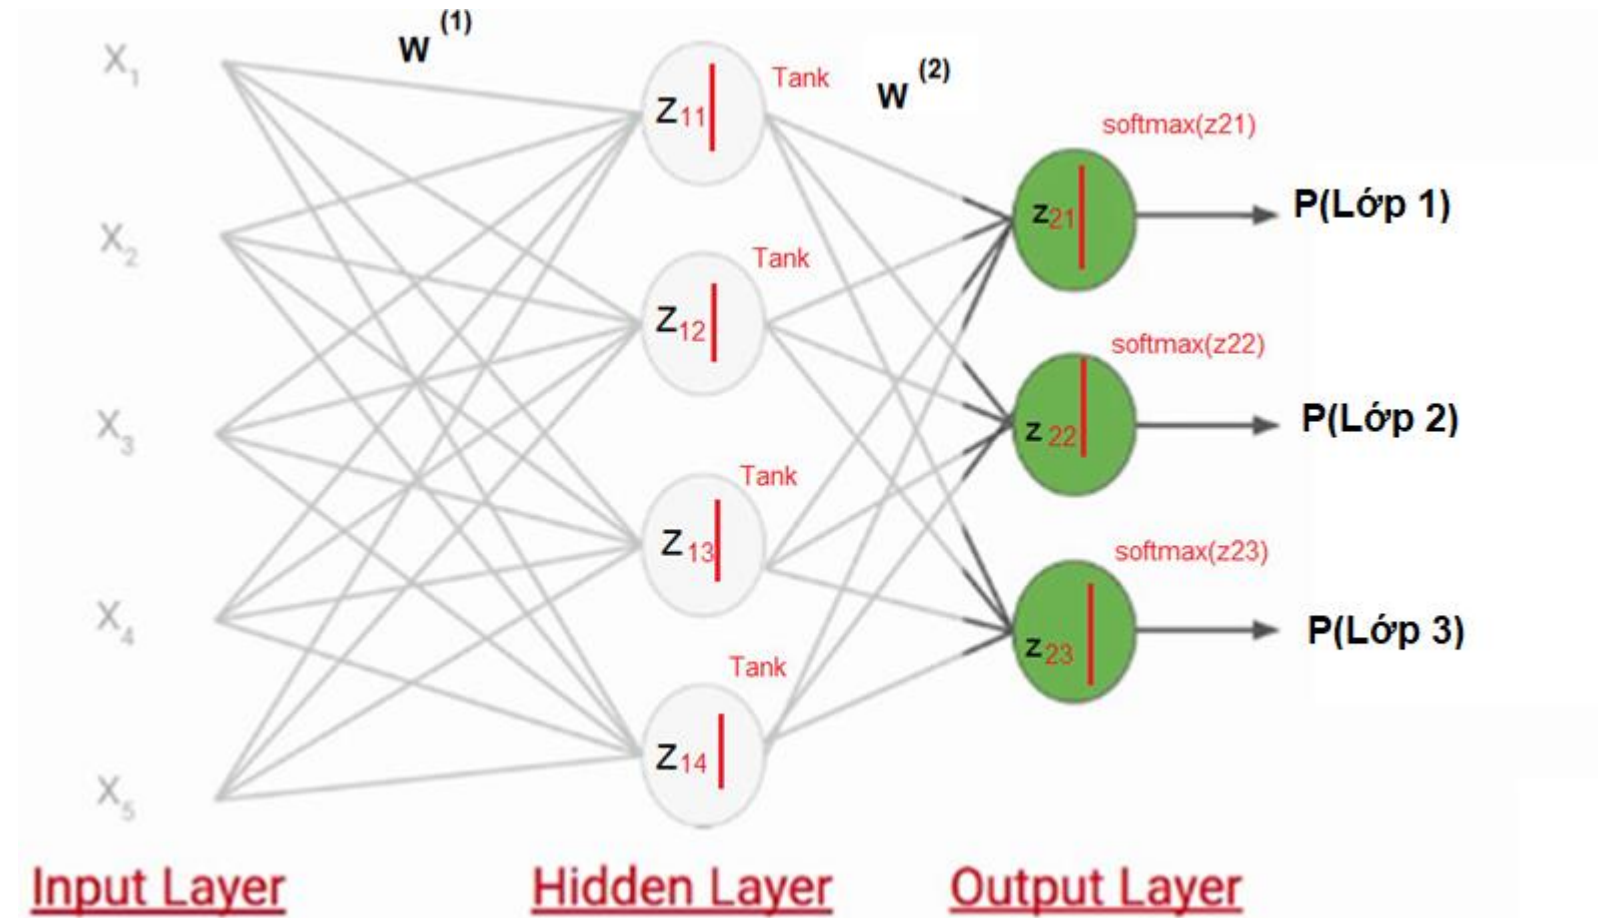 X1
X2
X3
X4
X5
W (1)
Z11
Tank
Z12
Tank
Z13
Tank
Z14
Tank
W (2)
softmax(z21)
z21
P(Lớp 1)
softmax(z22)
z22
P(Lớp 2)
softmax(z23)
z23
P(Lớp 3)
Input Layer
Hidden Layer
Output Layer